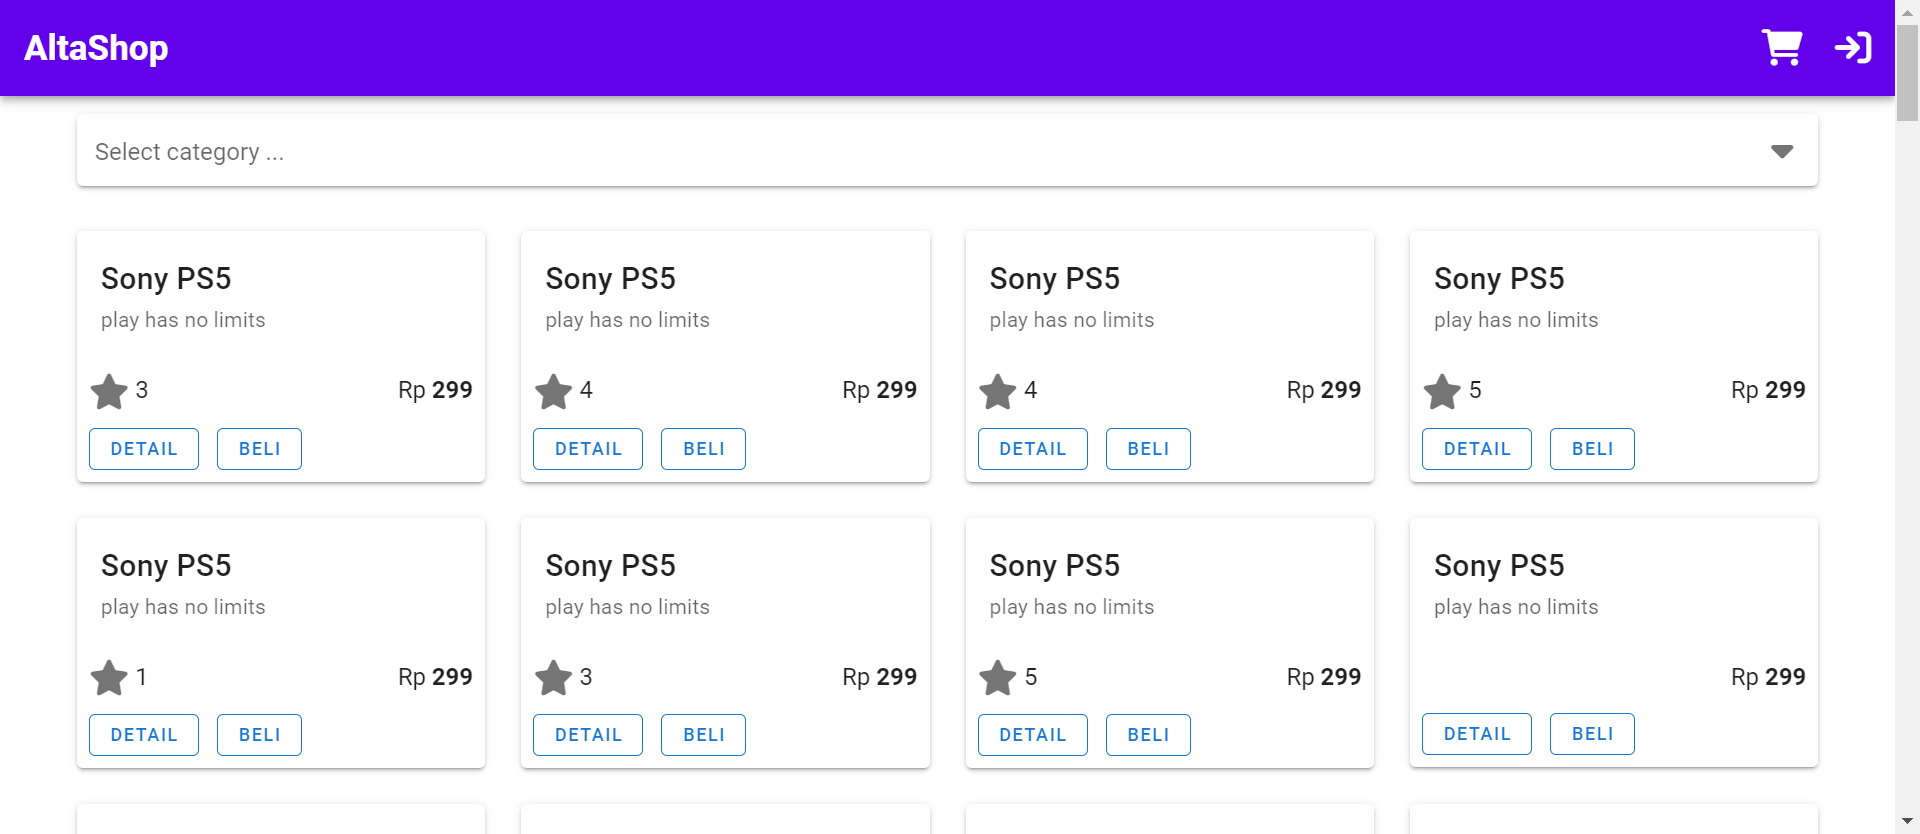 AltaShop
Select category ...
Sony PS5
play has no limits
3
Rp 299
DETAIL
BELI
Sony PS5
play has no limits
4
Rp 299
DETAIL
BELI
Sony PS5
play has no limits
4
Rp 299
DETAIL
BELI
Sony PS5
play has no limits
5
Rp 299
DETAIL
BELI
Sony PS5
play has no limits
1
Rp 299
DETAIL
BELI
Sony PS5
play has no limits
3
Rp 299
DETAIL
BELI
Sony PS5
play has no limits
5
Rp 299
DETAIL
BELI
Sony PS5
play has no limits
Rp 299
DETAIL
BELI